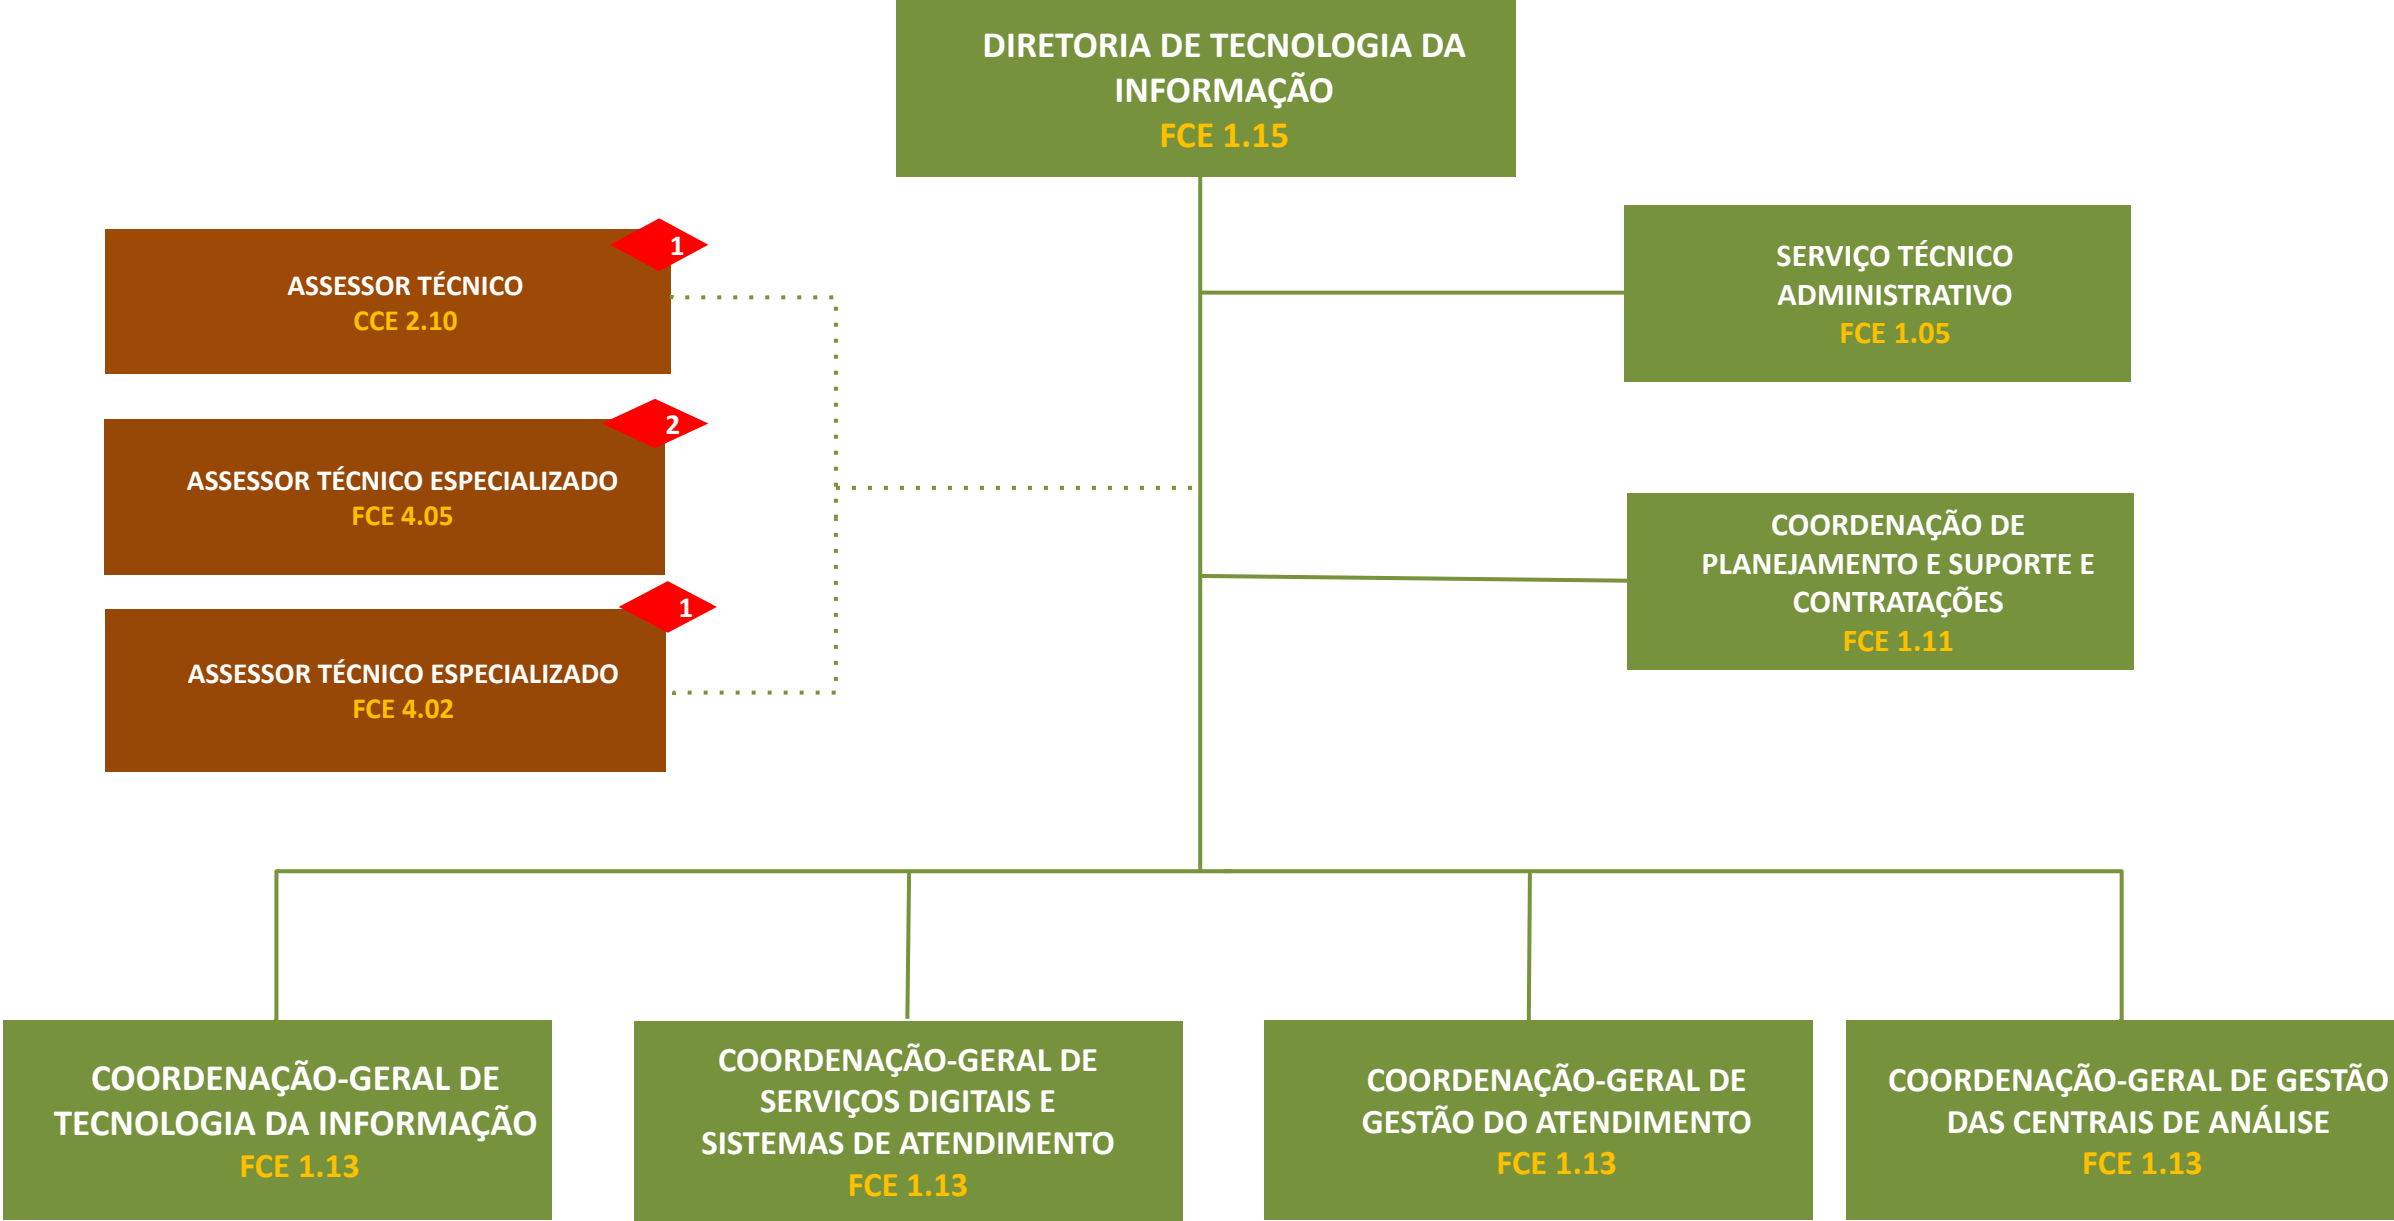 DIRETORIA DE TECNOLOGIA DA
INFORMAÇÃO
FCE 1.15
1
ASSESSOR TÉCNICO
CCE 2.10
SERVIÇO TÉCNICO
ADMINISTRATIVO
FCE 1.05
2
ASSESSOR TÉCNICO ESPECIALIZADO
FCE 4.05
COORDENAÇÃO DE
PLANEJAMENTO E SUPORTE E
CONTRATAÇÕES
FCE 1.11
1
ASSESSOR TÉCNICO ESPECIALIZADO
FCE 4.02
COORDENAÇÃO-GERAL DE
TECNOLOGIA DA INFORMAÇÃO
FCE 1.13
COORDENAÇÃO-GERAL DE
SERVIÇOS DIGITAIS E
SISTEMAS DE ATENDIMENTO
FCE 1.13
COORDENAÇÃO-GERAL DE
GESTÃO DO ATENDIMENTO
FCE 1.13
COORDENAÇÃO-GERAL DE GESTÃO
DAS CENTRAIS DE ANÁLISE
FCE 1.13